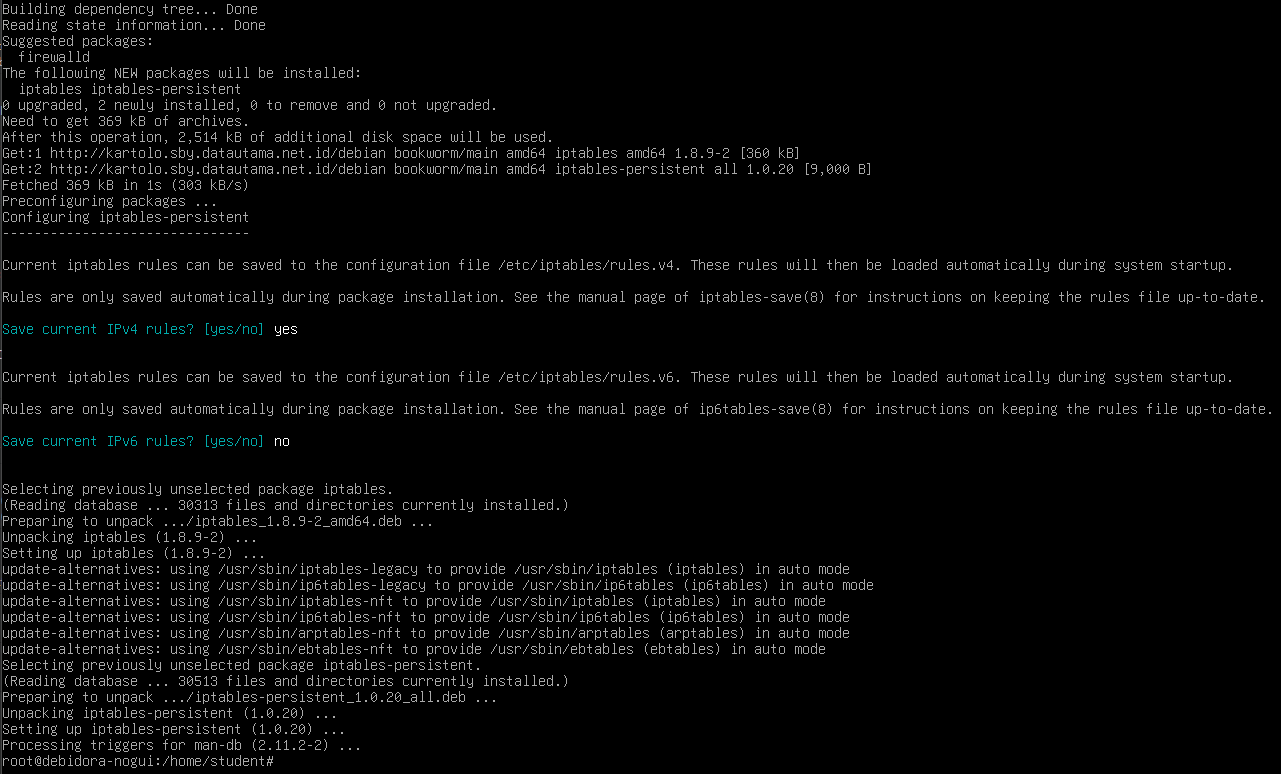 Building dependency tree... Done
Reading state information... Done
Suggested packages:
  firewalld
The following NEW packages will be installed:
  iptables iptables-persistent
0 upgraded, 2 newly installed, 0 to remove and 0 not upgraded.
Need to get 369 kB of archives.
After this operation, 2,514 kB of additional disk space will be used.
Get:1 http://kartolo.sby.datautama.net.id/debian bookworm/main amd64 iptables amd64 1.8.9-2 [360 kB]
Get:2 http://kartolo.sby.datautama.net.id/debian bookworm/main amd64 iptables-persistent all 1.0.20 [9,000 B]
Fetched 369 kB in 1s (303 kB/s)
Preconfiguring packages ...
Configuring iptables-persistent
-------------------------------
Current iptables rules can be saved to the configuration file /etc/iptables/rules.v4. These rules will then be loaded automatically during system startup.
Rules are only saved automatically during package installation. See the manual page of iptables-save(8) for instructions on keeping the rules file up-to-date.
Save current IPv4 rules? [yes/no] yes
Current iptables rules can be saved to the configuration file /etc/iptables/rules.v6. These rules will then be loaded automatically during system startup.
Rules are only saved automatically during package installation. See the manual page of ip6tables-save(8) for instructions on keeping the rules file up-to-date.
Save current IPv6 rules? [yes/no] no
Selecting previously unselected package iptables.
(Reading database ... 30313 files and directories currently installed.)
Preparing to unpack .../iptables_1.8.9-2_amd64.deb ...
Unpacking iptables (1.8.9-2) ...
Setting up iptables (1.8.9-2) ...
update-alternatives: using /usr/sbin/iptables-legacy to provide /usr/sbin/iptables (iptables) in auto mode
update-alternatives: using /usr/sbin/ip6tables-legacy to provide /usr/sbin/ip6tables (ip6tables) in auto mode
update-alternatives: using /usr/sbin/iptables-nft to provide /usr/sbin/iptables (iptables) in auto mode
update-alternatives: using /usr/sbin/ip6tables-nft to provide /usr/sbin/ip6tables (ip6tables) in auto mode
update-alternatives: using /usr/sbin/arptables-nft to provide /usr/sbin/arptables (arptables) in auto mode
update-alternatives: using /usr/sbin/ebtables-nft to provide /usr/sbin/ebtables (ebtables) in auto mode
Selecting previously unselected package iptables-persistent.
(Reading database ... 30513 files and directories currently installed.)
Preparing to unpack .../iptables-persistent_1.0.20_all.deb ...
Unpacking iptables-persistent (1.0.20) ...
Setting up iptables-persistent (1.0.20) ...
Processing triggers for man-db (2.11.2-2) ...
root@debidora-nogui:/home/student#